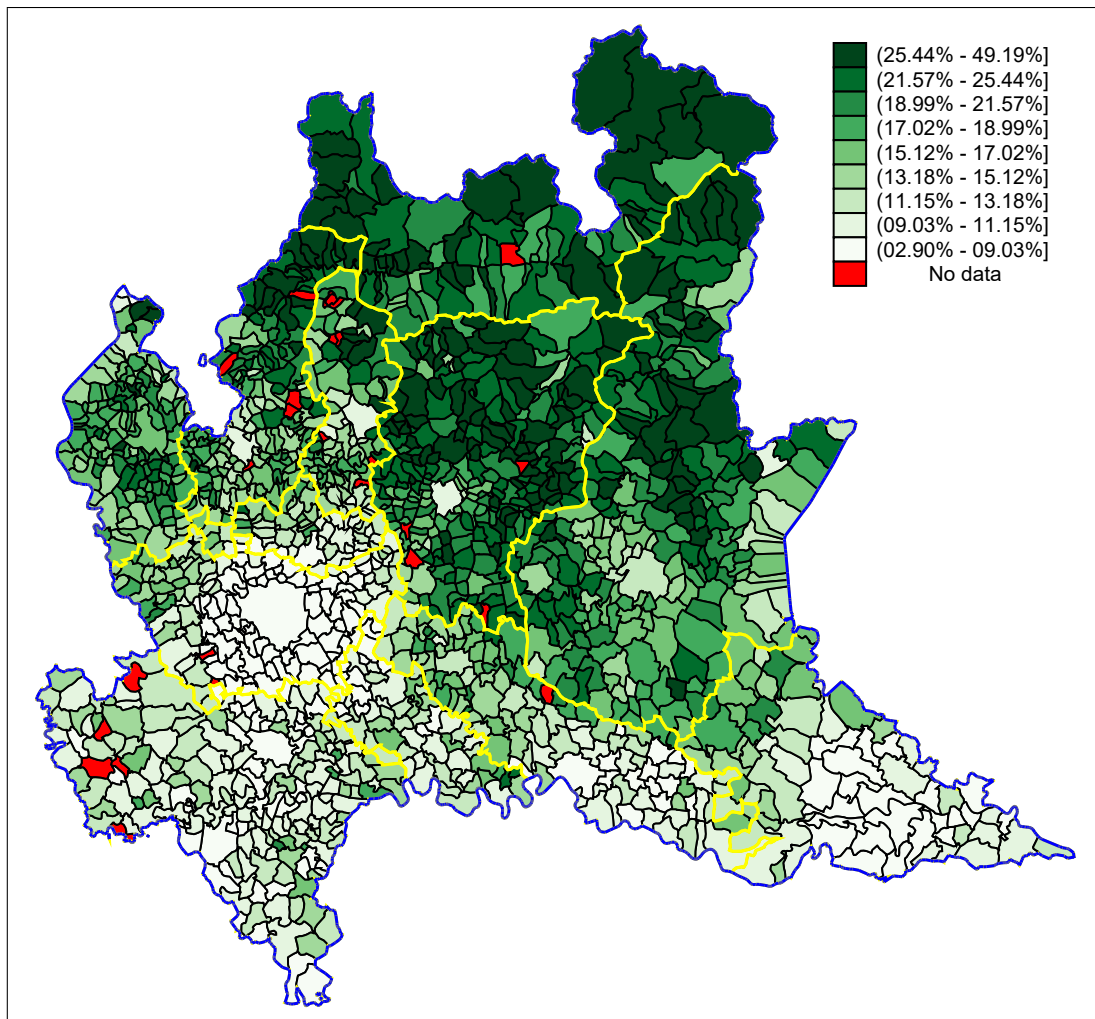 (25.44% - 49.19%]
(21.57% - 25.44%]
(18.99% - 21.57%]
(17.02% - 18.99%]
(15.12% - 17.02%]
(13.18% - 15.12%]
(11.15% - 13.18%]
(09.03% - 11.15%]
(02.90% - 09.03%]
No data